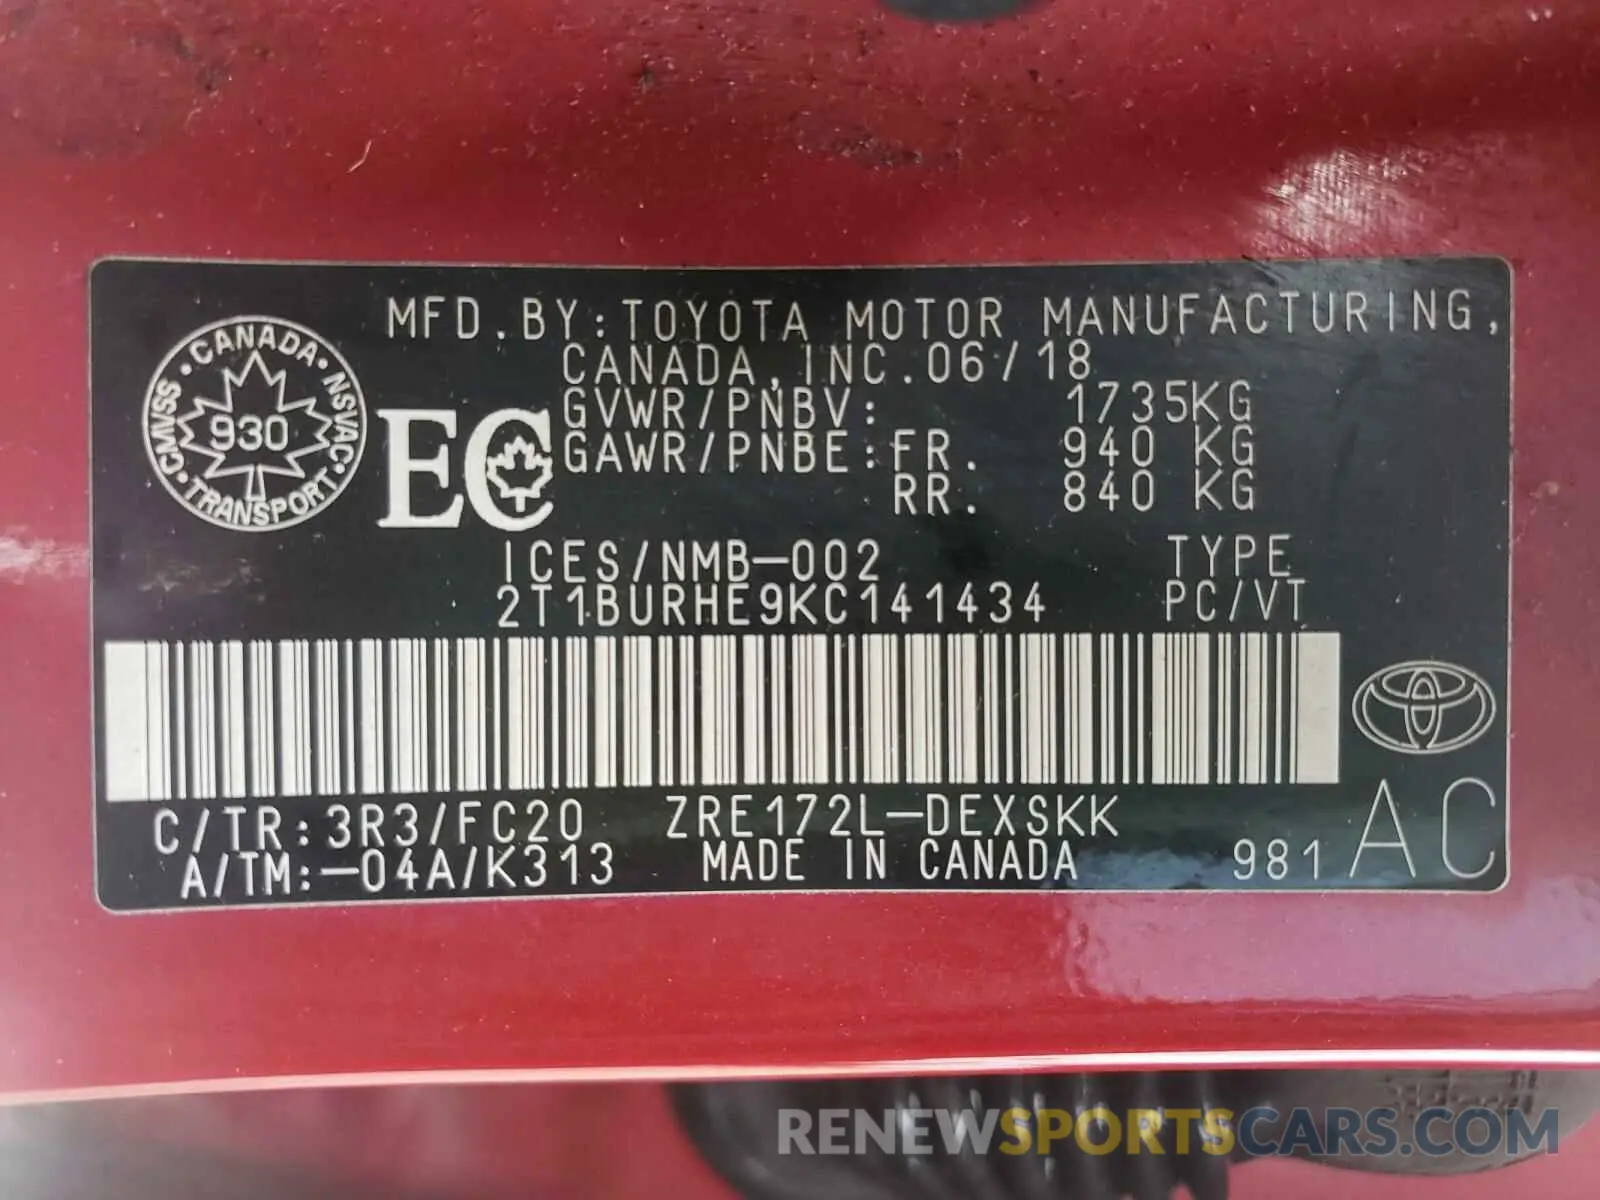 MFD.BY:TOYOTA MOTOR MANUFACTURING,
CANADA, INC.06/18
GVWR/PNBV: 1735KG
GAWR/PNBE:FR. 940 KG
RR. 840 KG
CANADA · NSVAC · TRANSPORT · CMVSS ·
930
EC
ICES/NMB-002 TYPE
2T1BURHE9KC141434 PC/VT
C/TR:3R3/FC20 ZRE172L-DEXSKK
A/TM:-04A/K313 MADE IN CANADA 981 AC
RENEWSPORTSCARS.COM